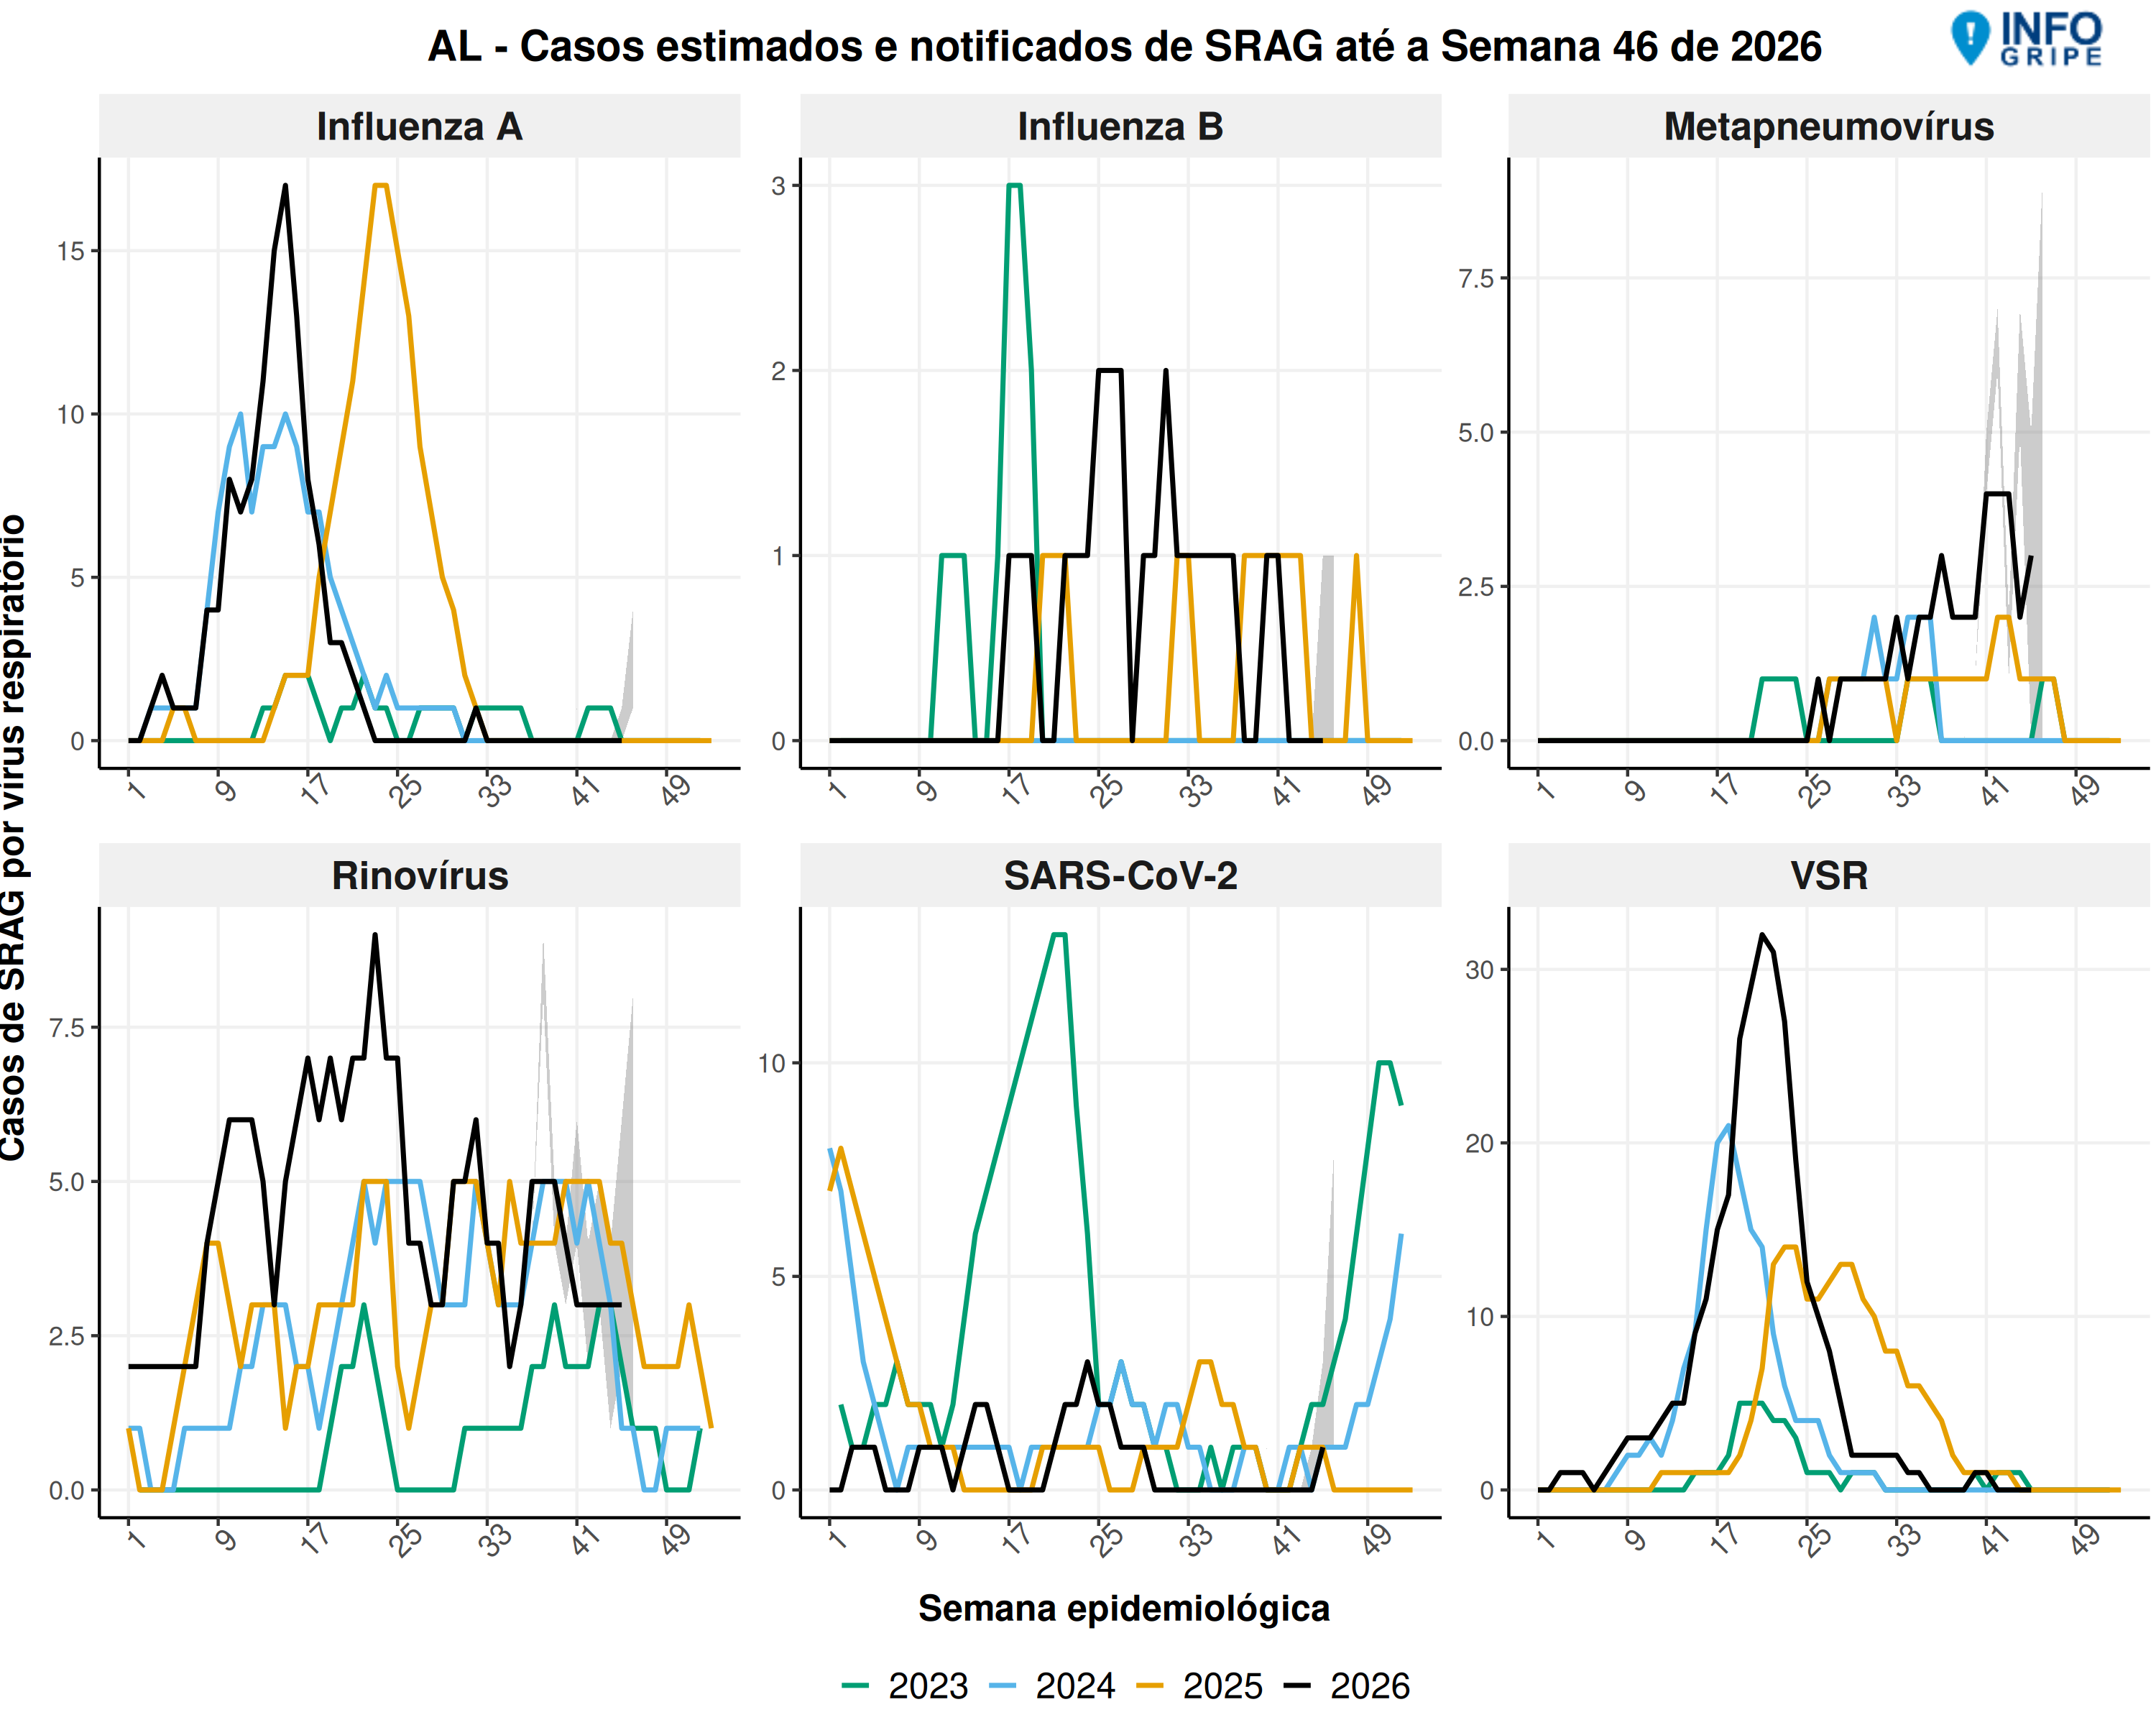 AL - Casos estimados e notificados de SRAG até a Semana 46 de 2026
INFO
GRIPE
Influenza A
Influenza B
Metapneumovírus
15
10
5
0
3
2
1
0
7.5
5.0
2.5
0.0
1 9 17 25 33 41 49
1 9 17 25 33 41 49
1 9 17 25 33 41 49
Casos de SRAG por vírus respiratório
Rinovírus
SARS-CoV-2
VSR
7.5
5.0
2.5
0.0
10
5
0
30
20
10
0
1 9 17 25 33 41 49
1 9 17 25 33 41 49
1 9 17 25 33 41 49
Semana epidemiológica
2023 2024 2025 2026